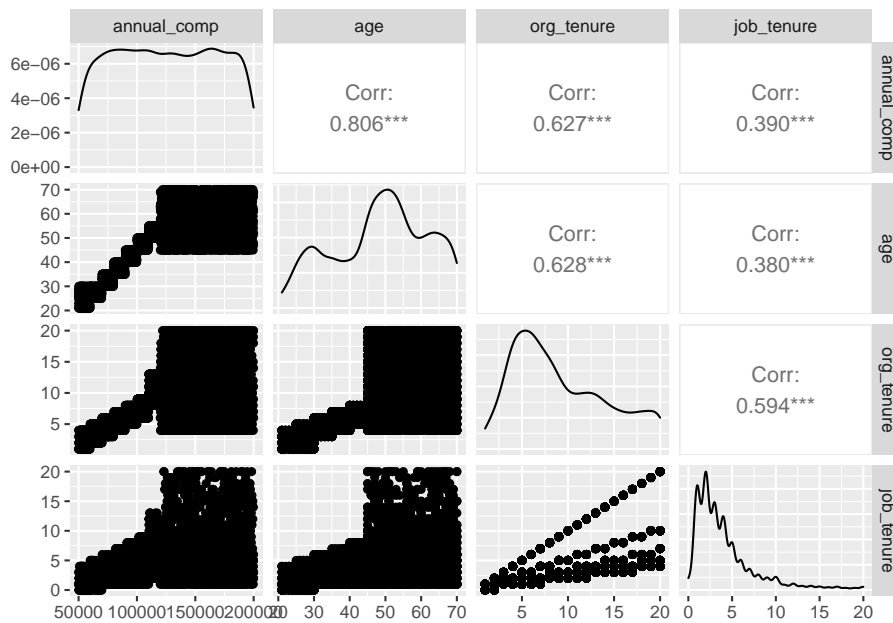 annual_comp age org_tenure job_tenure
6e−06
4e−06
2e−06
0e+00
Corr:
0.806***
Corr:
0.627***
Corr:
0.390***
annual_comp
70
60
50
40
30
20
Corr:
0.628***
Corr:
0.380***
age
20
15
10
5
Corr:
0.594***
org_tenure
20
15
10
5
0
job_tenure
50000 100000 150000 200000
20 30 40 50 60 70
5 10 15 20
0 5 10 15 20